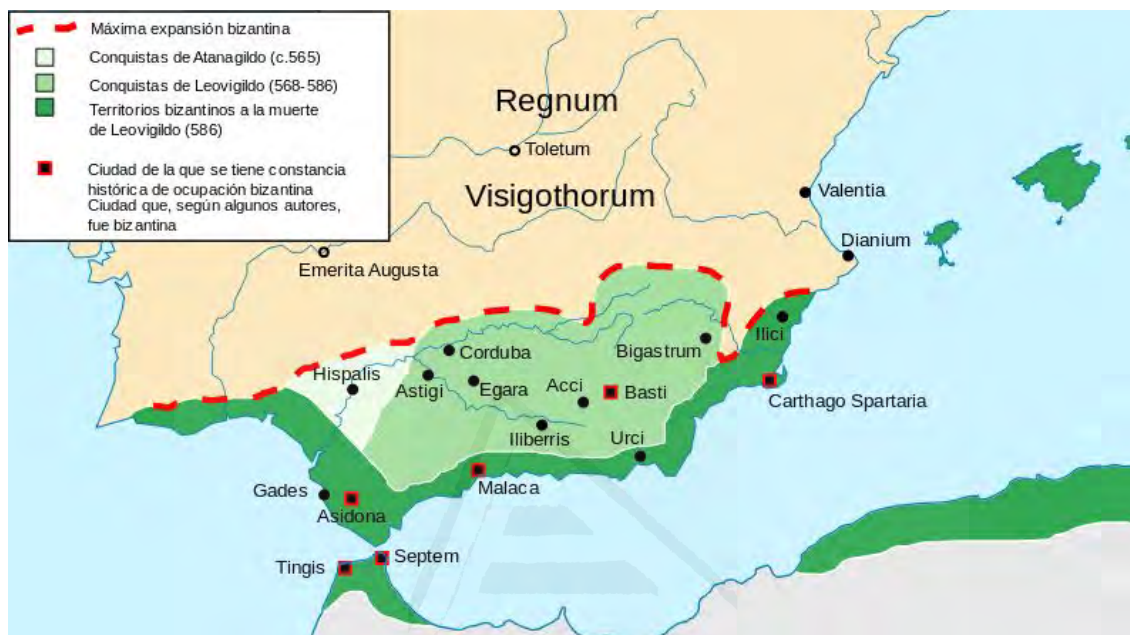 Máxima expansión bizantina
Conquistas de Atanagildo (c.565)
Conquistas de Leovigildo (568-586)
Territorios bizantinos a la muerte
de Leovigildo (586)
Ciudad de la que se tiene constancia
histórica de ocupación bizantina
Ciudad que, según algunos autores,
fue bizantina
Regnum
Toletum
Visigothorum
Valentia
Dianium
Emerita Augusta
Ilici
Corduba
Bigastrum
Hispalis
Astigi
Egara
Acci
Basti
Carthago Spartaria
Iliberris
Urci
Gades
Malaca
Asidona
Septem
Tingis